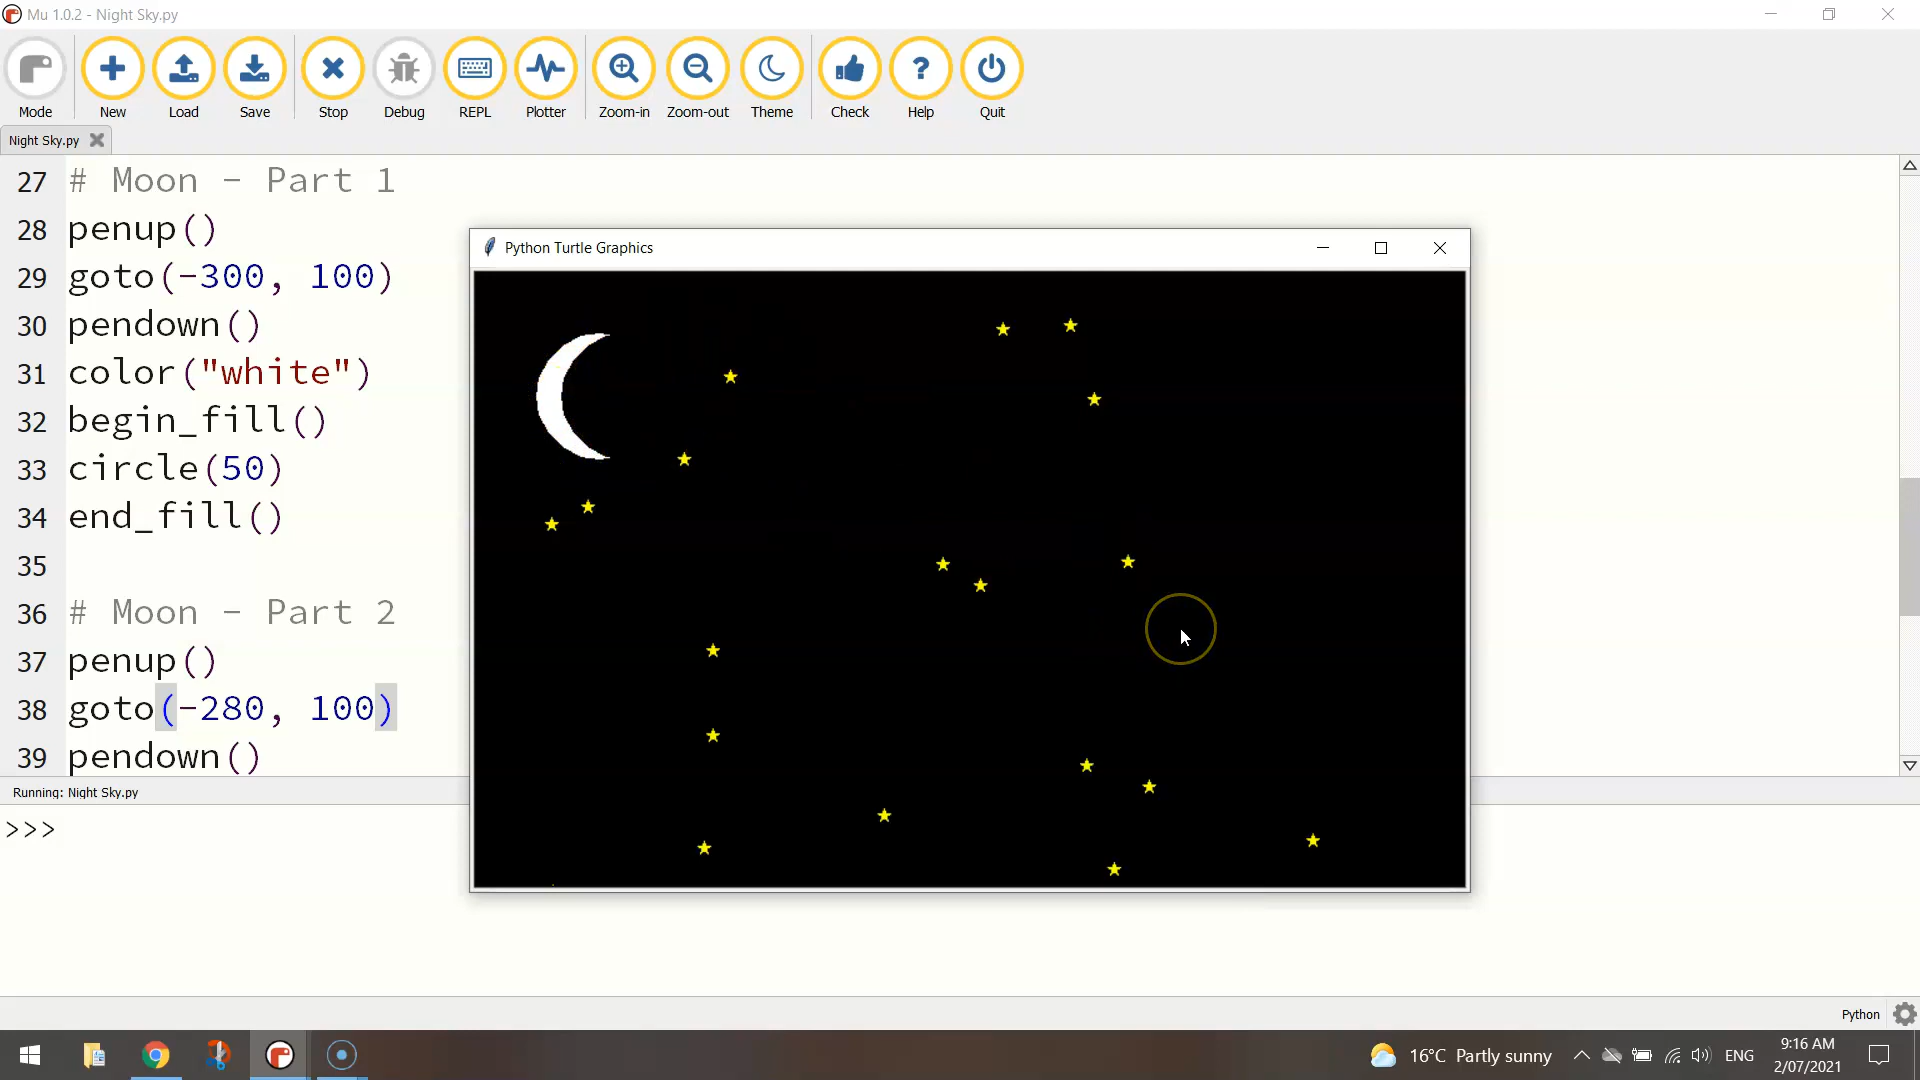 Mu 1.0.2 - Night Sky.py
Mode New Load Save Stop Debug REPL Plotter Zoom-in Zoom-out Theme Check Help Quit
Night Sky.py
27 # Moon - Part 1
28 penup()
29 goto(-300, 100)
30 pendown()
31 color("white")
32 begin_fill()
33 circle(50)
34 end_fill()
35
36 # Moon - Part 2
37 penup()
38 goto(-280, 100)
39 pendown()
Python Turtle Graphics
Running: Night Sky.py
>>>
Python
16°C Partly sunny
ENG
9:16 AM
2/07/2021